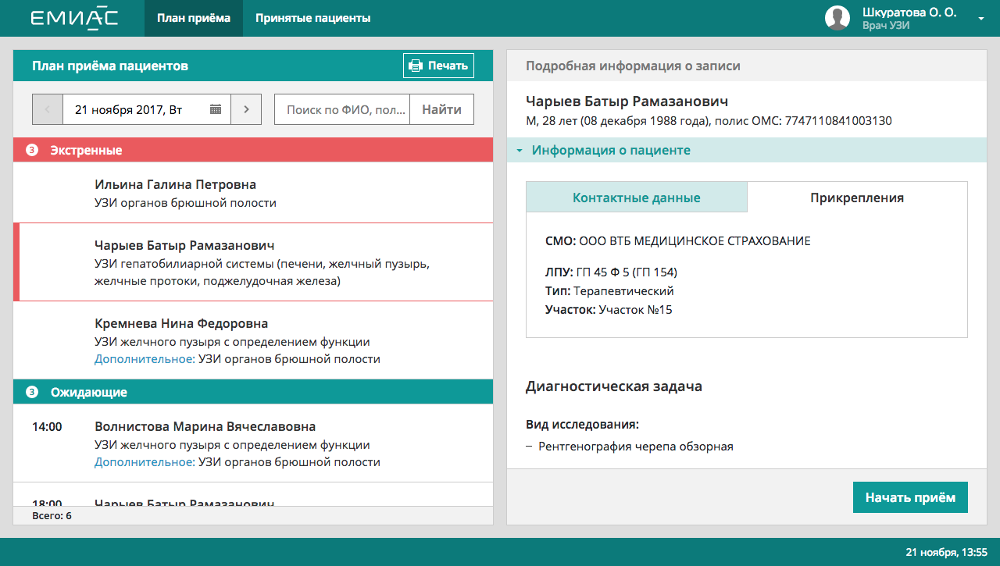 ЕМИАС
План приёма
Принятые пациенты
Шкуратова О. О.
Врач УЗИ
План приёма пациентов
Печать
21 ноября 2017, Вт
Поиск по ФИО, пол...
Найти
3 Экстренные
Ильина Галина Петровна
УЗИ органов брюшной полости
Чарыев Батыр Рамазанович
УЗИ гепатобилиарной системы (печени, желчный пузырь,
желчные протоки, поджелудочная железа)
Кремнева Нина Федоровна
УЗИ желчного пузыря с определением функции
Дополнительное: УЗИ органов брюшной полости
3 Ожидающие
14:00 Волнистова Марина Вячеславовна
УЗИ желчного пузыря с определением функции
Дополнительное: УЗИ органов брюшной полости
18:00 Чарыев Батыр Рамазанович
Всего: 6
Подробная информация о записи
Чарыев Батыр Рамазанович
М, 28 лет (08 декабря 1988 года), полис ОМС: 7747110841003130
Информация о пациенте
Контактные данные
Прикрепления
СМО: ООО ВТБ МЕДИЦИНСКОЕ СТРАХОВАНИЕ
ЛПУ: ГП 45 Ф 5 (ГП 154)
Тип: Терапевтический
Участок: Участок №15
Диагностическая задача
Вид исследования:
– Рентгенография черепа обзорная
Начать приём
21 ноября, 13:55